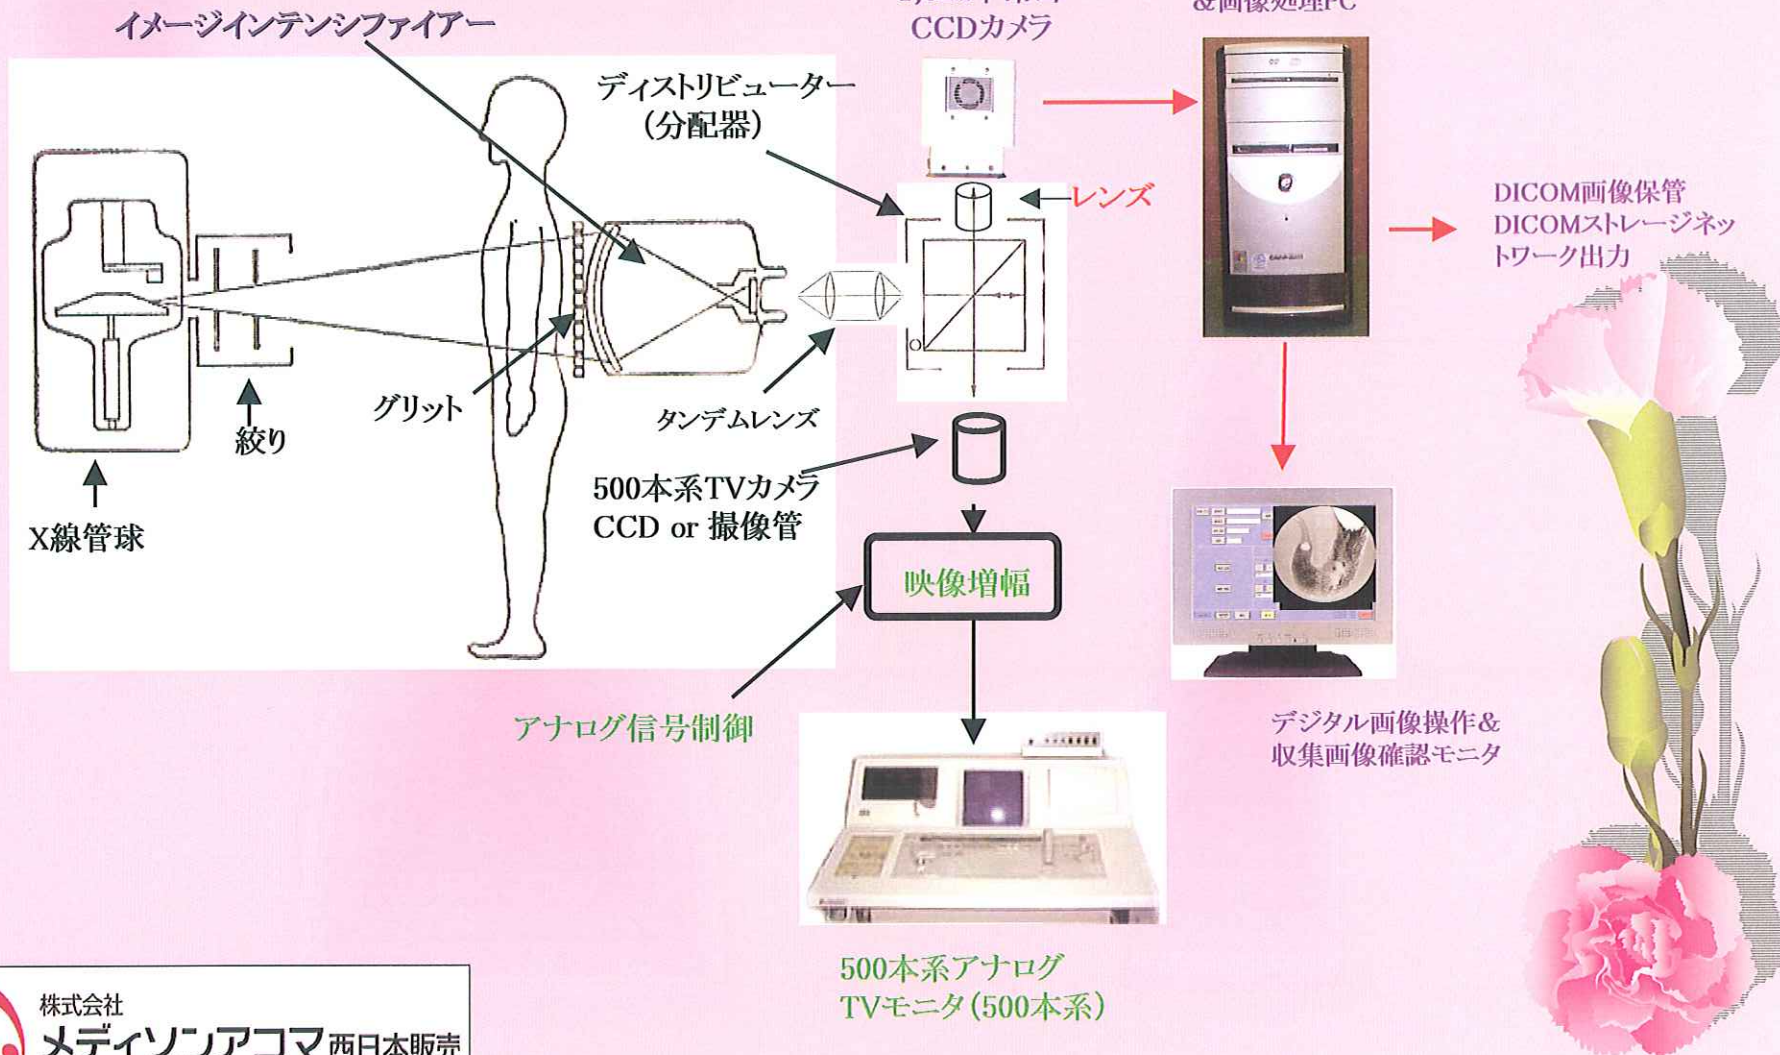 イメージインテンシファイアー
CCDカメラ
&画像処理PC
ディストリビューター
(分配器)
レンズ
DICOM画像保管
DICOMストレージネッ
トワーク出力
グリット
タンデムレンズ
絞り
X線管球
500本系TVカメラ
CCD or 撮像管
映像増幅
アナログ信号制御
デジタル画像操作&
収集画像確認モニタ
500本系アナログ
TVモニタ(500本系)
株式会社
メディソンアコマ西日本販売